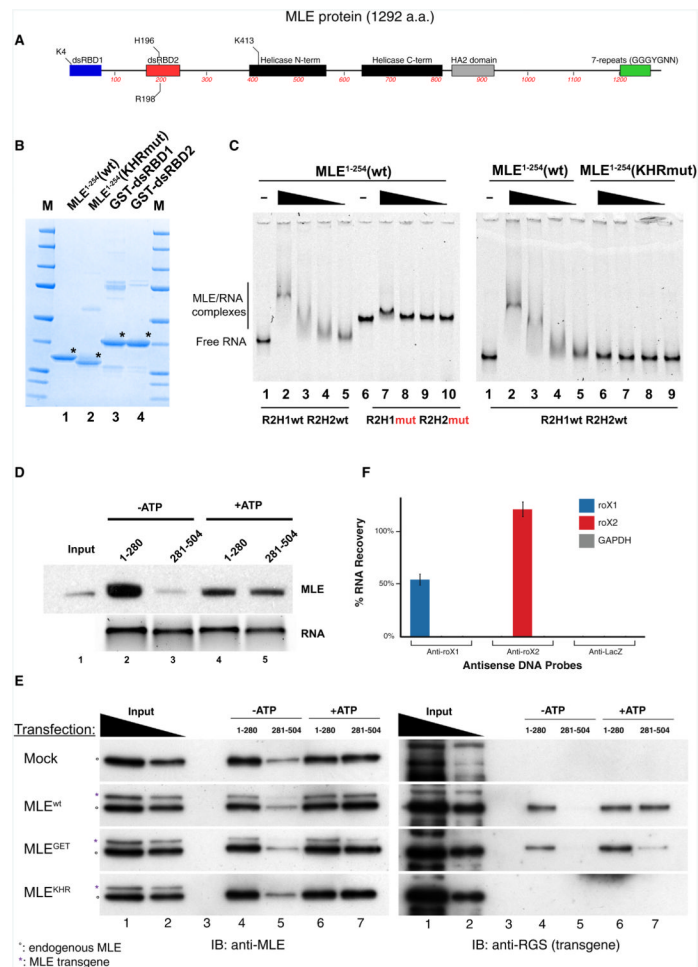 MLE protein (1292 a.a.)
A
K4
dsRBD1
H196
dsRBD2
R198
K413
Helicase N-term
Helicase C-term
HA2 domain
7-repeats (GGGYGNN)
100 200 300 400 500 600 700 800 900 1000 1200
B
M MLE1-254(wt) MLE1-254(KHRmut) GST-dsRBD1 GST-dsRBD2 M
* * * *
1 2 3 4
C
MLE1-254(wt)
– –
MLE/RNA complexes
Free RNA
1 2 3 4 5 6 7 8 9 10
R2H1wt R2H2wt R2H1mut R2H2mut
MLE1-254(wt) MLE1-254(KHRmut)
–
1 2 3 4 5 6 7 8 9
R2H1wt R2H2wt
D
-ATP +ATP
Input 1-280 281-504 1-280 281-504
MLE
RNA
1 2 3 4 5
F
% RNA Recovery
100%
50%
0%
roX1
roX2
GAPDH
Anti-roX1 Anti-roX2 Anti-LacZ
Antisense DNA Probes
E
Transfection:
Input -ATP +ATP
1-280 281-504 1-280 281-504
Input -ATP +ATP
1-280 281-504 1-280 281-504
Mock
MLEwt
MLEGET
MLEKHR
1 2 3 4 5 6 7
1 2 3 4 5 6 7
IB: anti-MLE
IB: anti-RGS (transgene)
°: endogenous MLE
*: MLE transgene